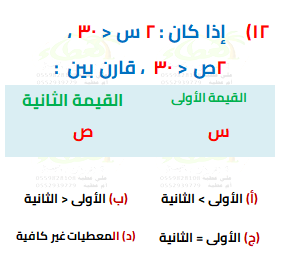 ١٢) إذا كان : ٢ س < ٣٠ ،
٢ص < ٣٠ ، قارن بين :
القيمة الأولى القيمة الثانية
س ص
(أ) الأولى > الثانية (ب) الأولى < الثانية
(ج) الأولى = الثانية (د) المعطيات غير كافية